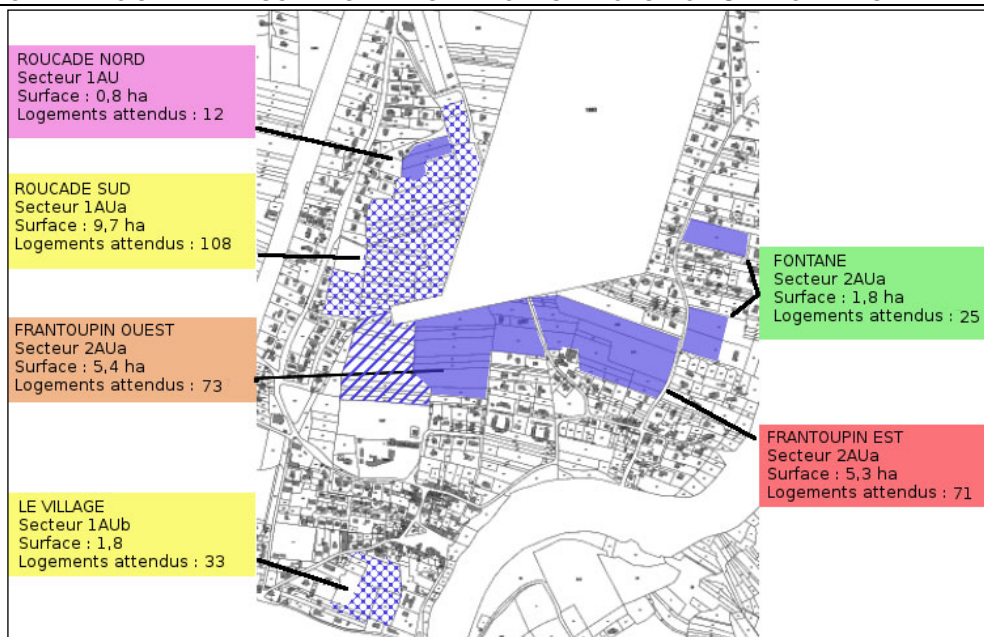 ROUCADE NORD
Secteur 1AU
Surface : 0,8 ha
Logements attendus : 12
ROUCADE SUD
Secteur 1AUa
Surface : 9,7 ha
Logements attendus : 108
FRANTOUPIN OUEST
Secteur 2AUa
Surface : 5,4 ha
Logements attendus : 73
LE VILLAGE
Secteur 1AUb
Surface : 1,8
Logements attendus : 33
FONTANE
Secteur 2AUa
Surface : 1,8 ha
Logements attendus : 25
FRANTOUPIN EST
Secteur 2AUa
Surface : 5,3 ha
Logements attendus : 71